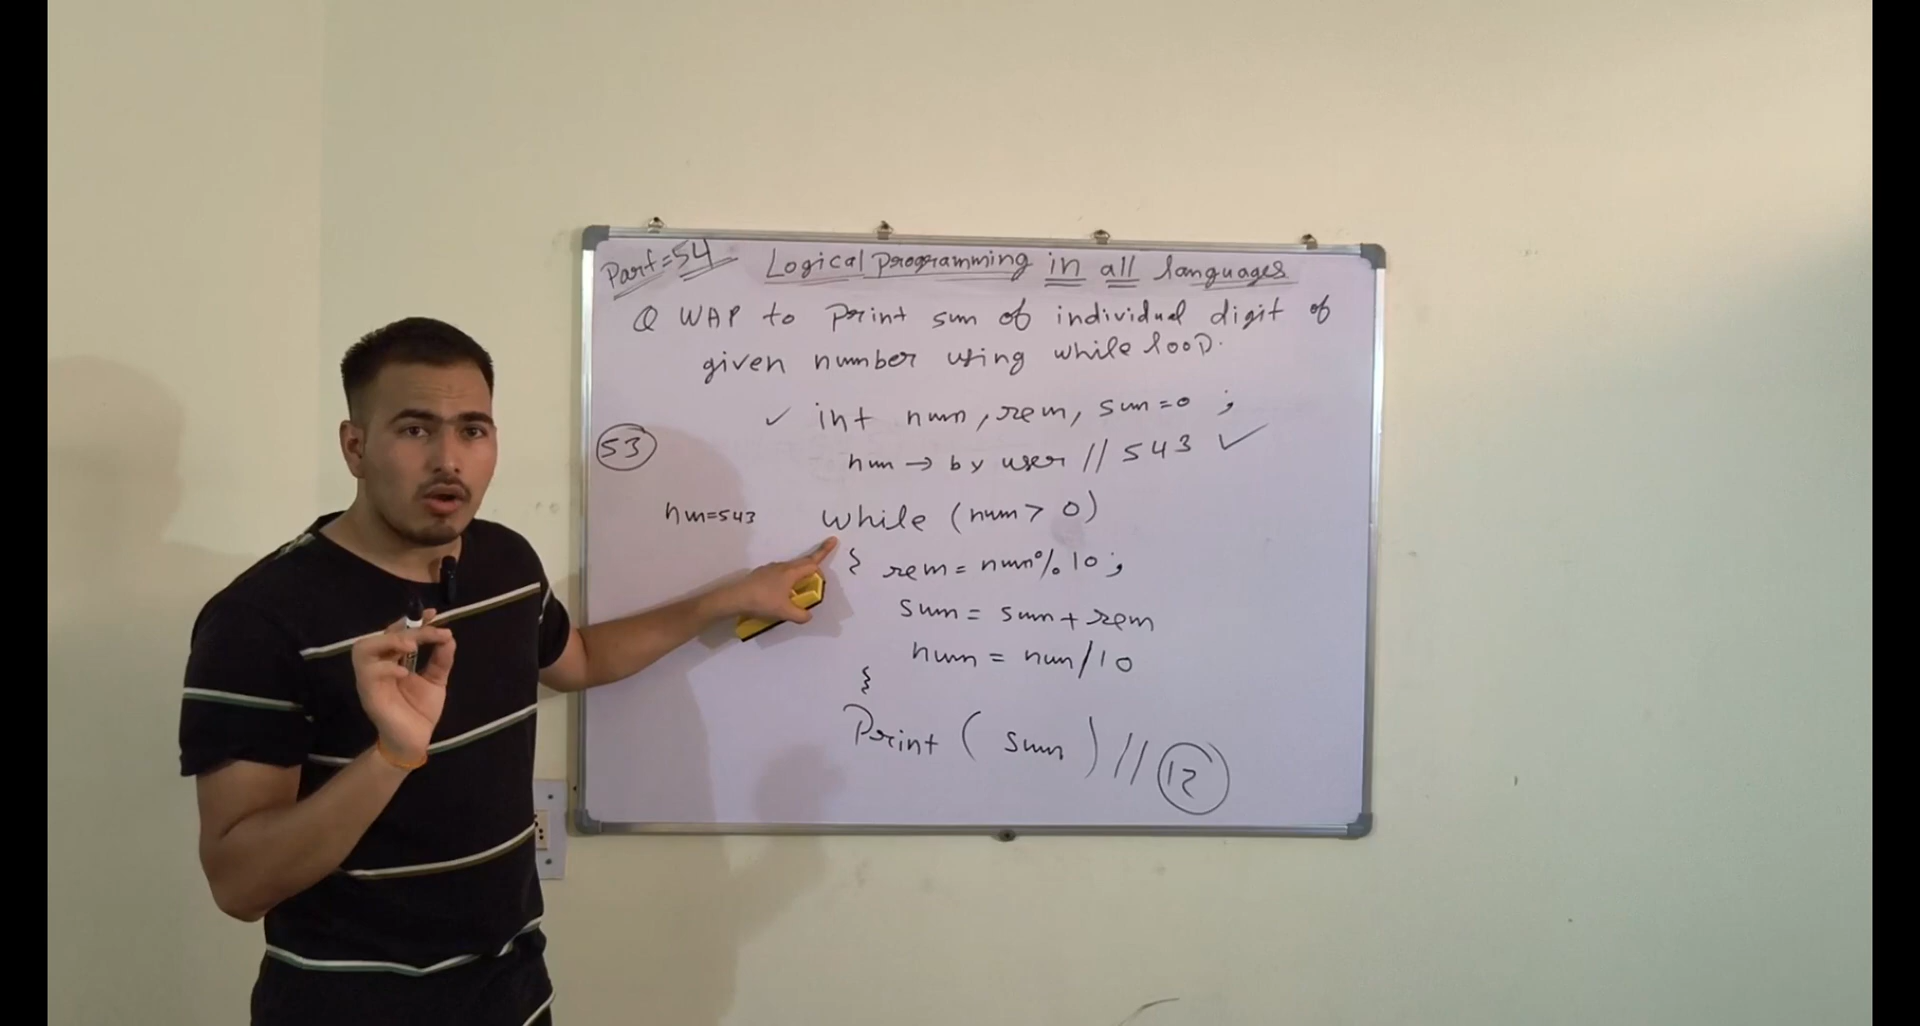 Part=54 Logical programming in all languages
Q WAP to print sum of individual digit of
given number using while loop.
✓ int num, rem, sum=0 ;
53
num → by user // 543 ✓
num=543 while (num > 0)
{ rem = num % 10 ;
sum = sum + rem
num = num/10
}
Print ( sum ) // 12